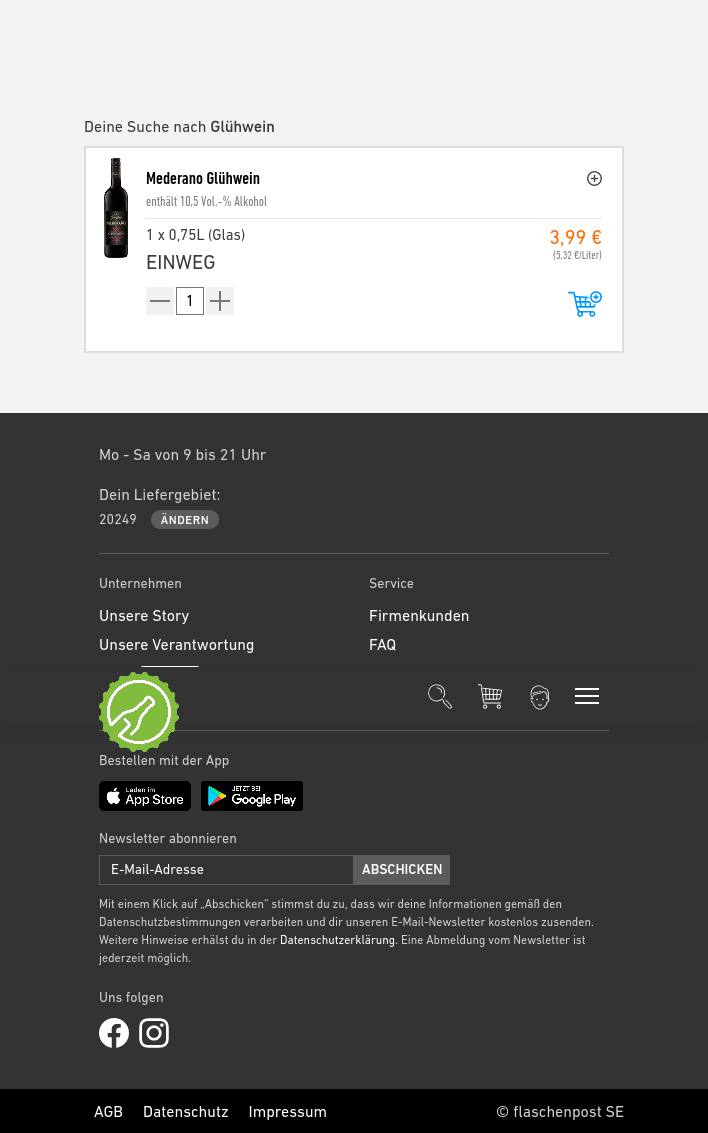 Deine Suche nach Glühwein
Mederano Glühwein
enthält 10,5 Vol.-% Alkohol
1 x 0,75L (Glas)
3,99 €
EINWEG
(5,32 €/Liter)
1
Mo - Sa von 9 bis 21 Uhr
Dein Liefergebiet:
20249 ÄNDERN
Unternehmen
Unsere Story
Unsere Verantwortung
Service
Firmenkunden
FAQ
Bestellen mit der App
Laden im
App Store
JETZT BEI
Google Play
Newsletter abonnieren
E-Mail-Adresse ABSCHICKEN
Mit einem Klick auf „Abschicken“ stimmst du zu, dass wir deine Informationen gemäß den
Datenschutzbestimmungen verarbeiten und dir unseren E-Mail-Newsletter kostenlos zusenden.
Weitere Hinweise erhälst du in der Datenschutzerklärung. Eine Abmeldung vom Newsletter ist
jederzeit möglich.
Uns folgen
AGB Datenschutz Impressum © flaschenpost SE